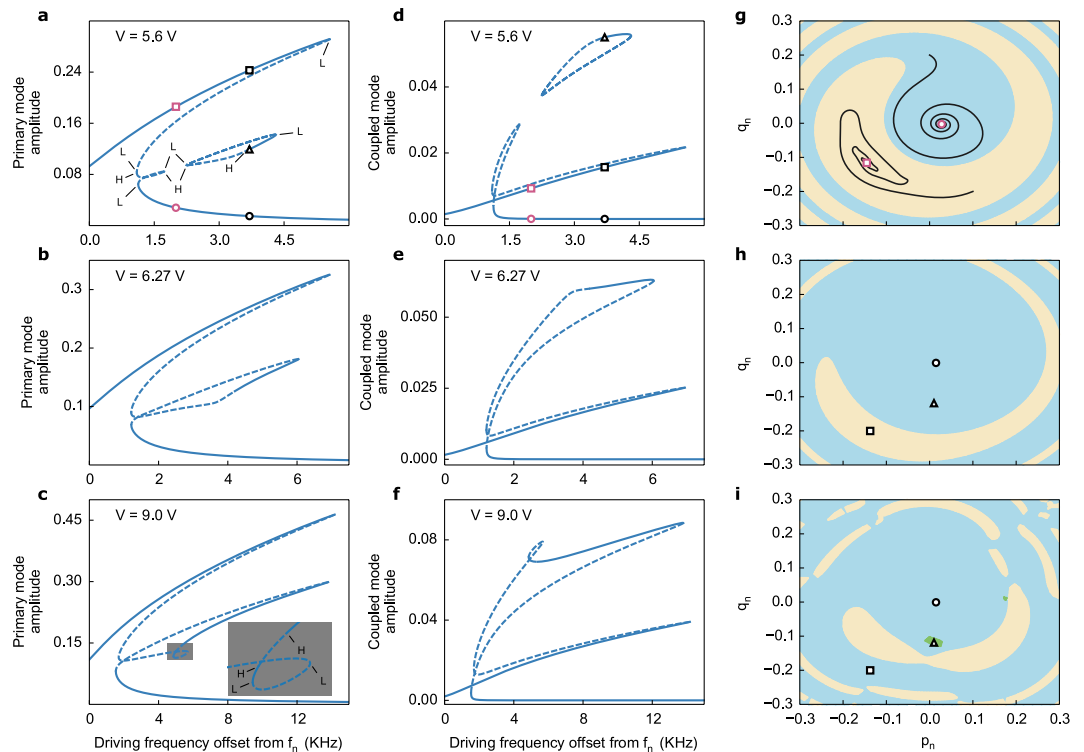 a
V = 5.6 V
Primary mode
amplitude
0.24
0.16
0.08
L
L
H
L
L
H
L
H
0.0
1.5
3.0
4.5
b
V = 6.27 V
Primary mode
amplitude
0.3
0.2
0.1
0
2
4
6
c
V = 9.0 V
Primary mode
amplitude
0.45
0.30
0.15
H
H
L
L
0
4
8
12
Driving frequency offset from fn (KHz)
d
V = 5.6 V
Coupled mode
amplitude
0.04
0.02
0.00
0.0
1.5
3.0
4.5
e
V = 6.27 V
Coupled mode
amplitude
0.050
0.025
0.000
0
2
4
6
f
V = 9.0 V
Coupled mode
amplitude
0.08
0.04
0.00
0
4
8
12
Driving frequency offset from fn (KHz)
g
qn
0.3
0.2
0.1
0.0
−0.1
−0.2
−0.3
h
qn
0.3
0.2
0.1
0.0
−0.1
−0.2
−0.3
i
qn
0.3
0.2
0.1
0.0
−0.1
−0.2
−0.3
−0.3
−0.2
−0.1
0.0
0.1
0.2
0.3
pn